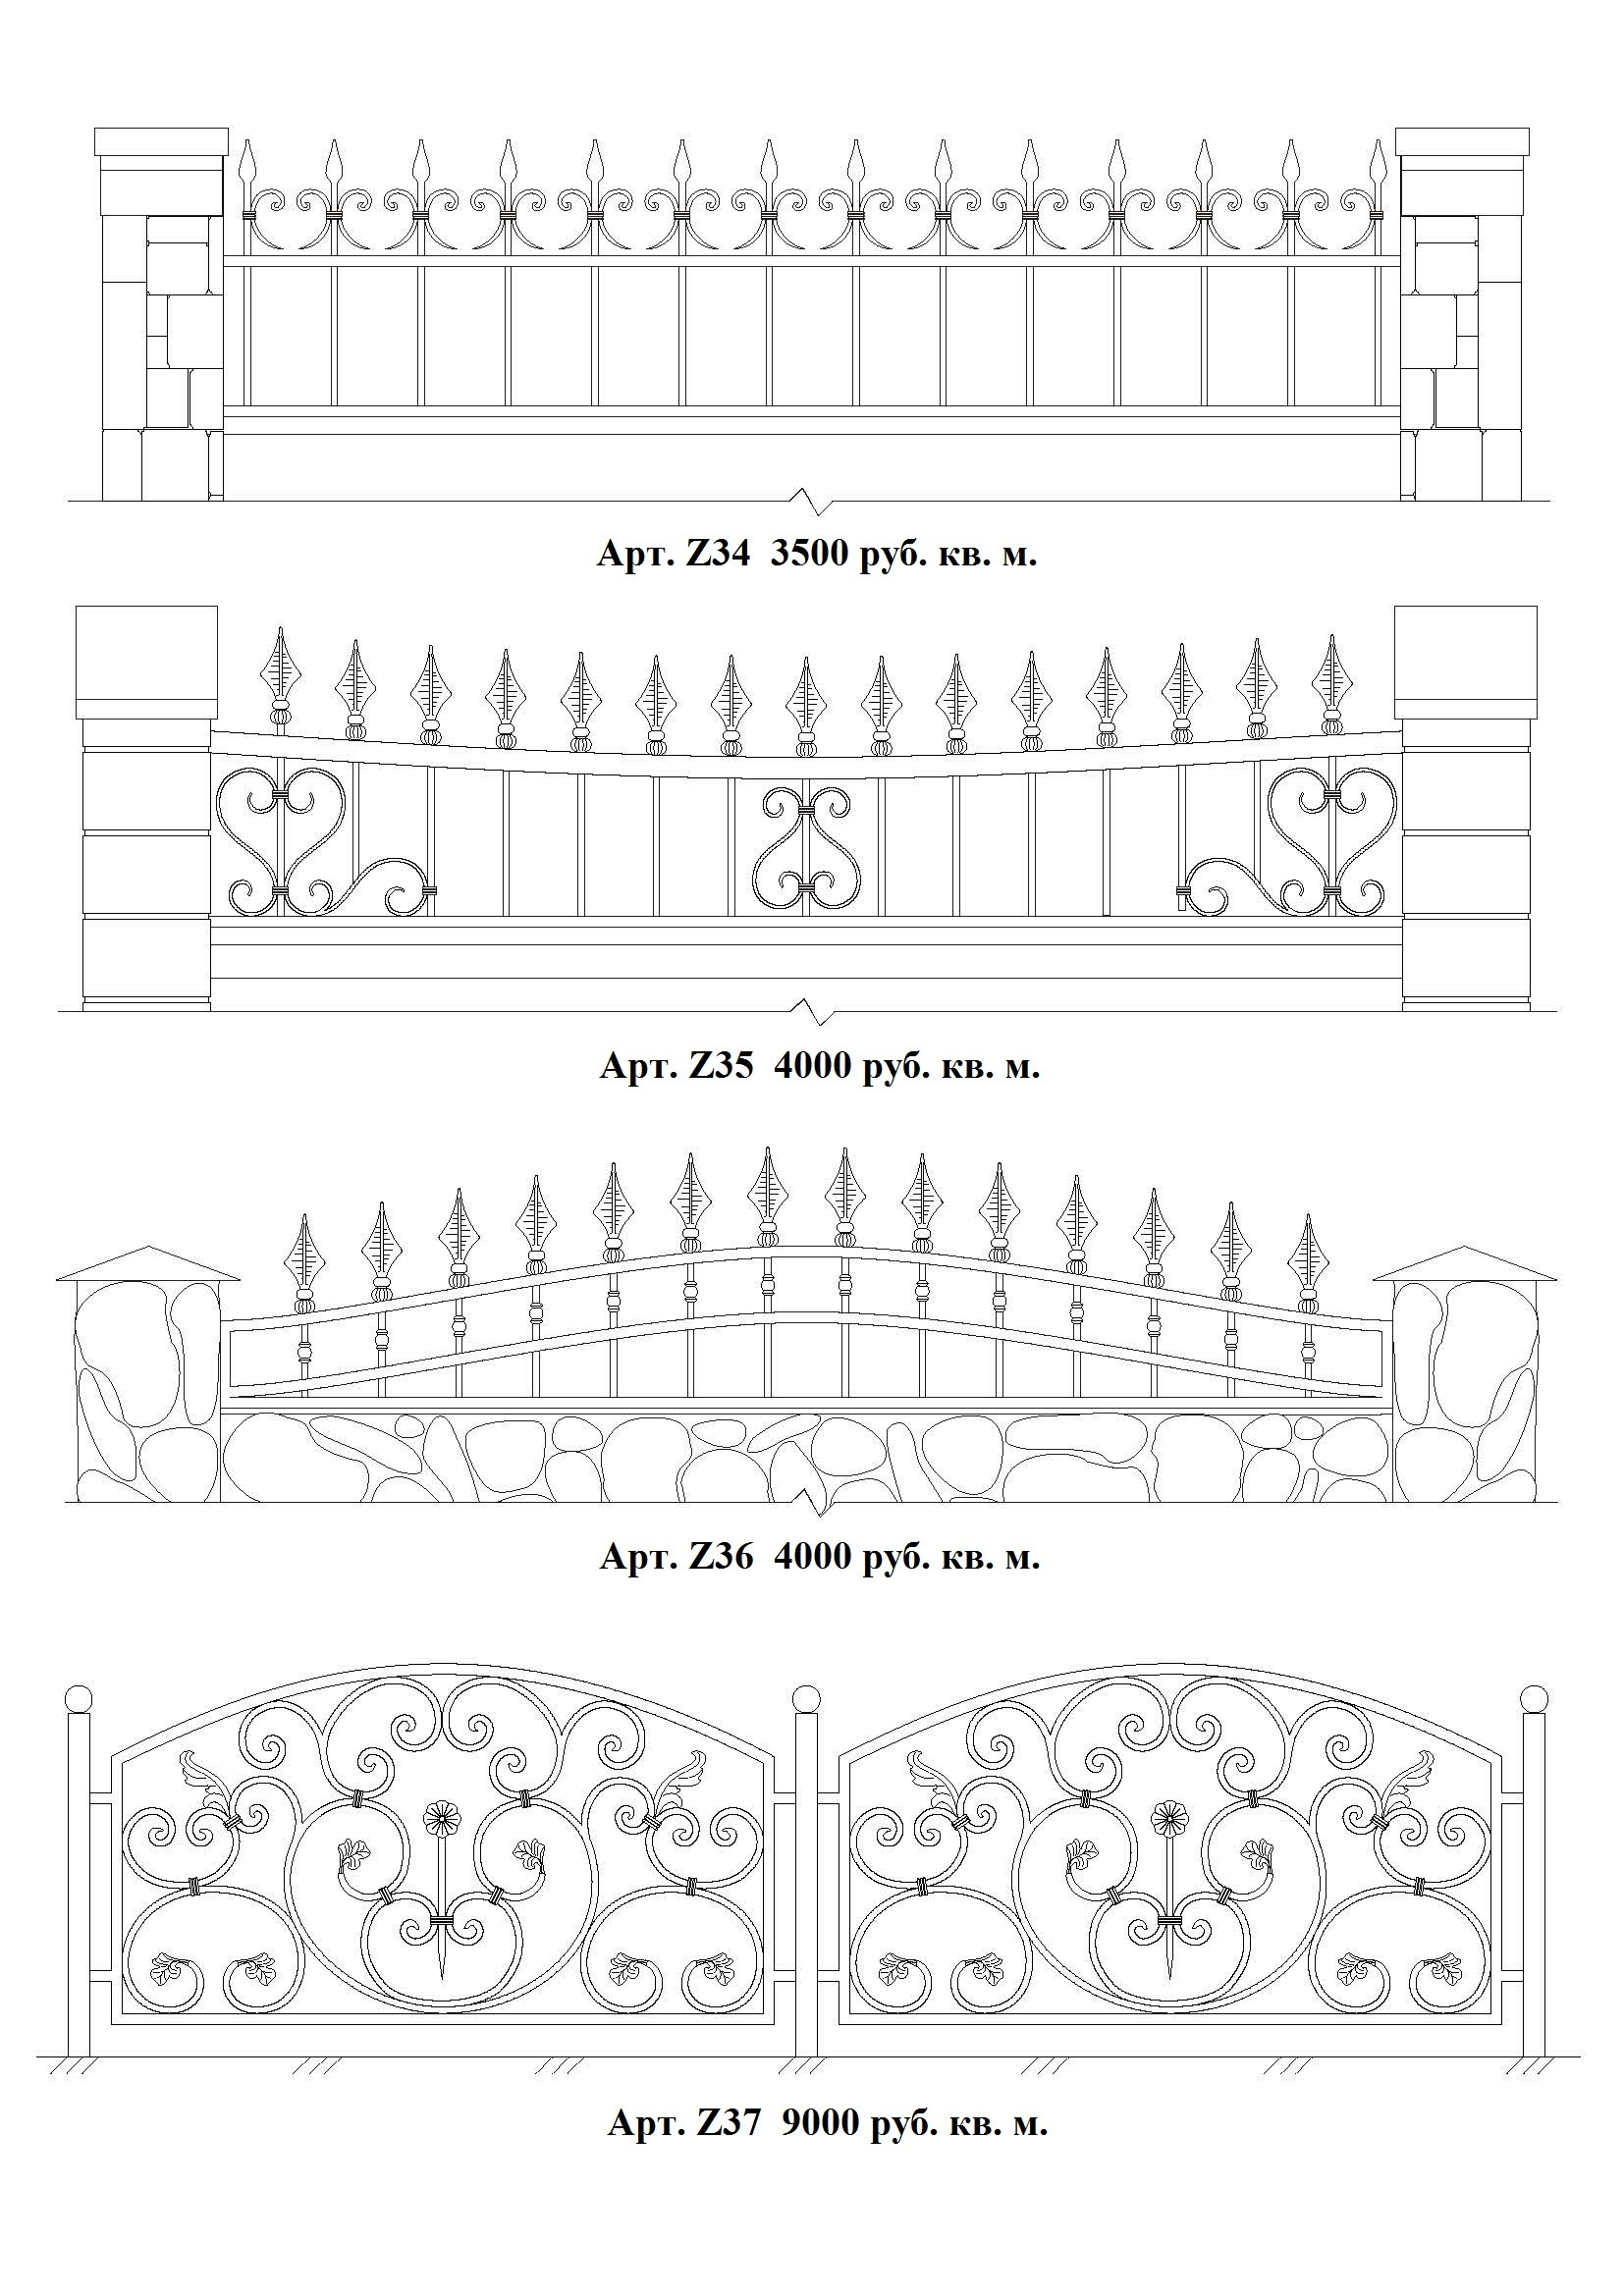 Арт. Z34 3500 руб. кв. м.
Арт. Z35 4000 руб. кв. м.
Арт. Z36 4000 руб. кв. м.
Арт. Z37 9000 руб. кв. м.